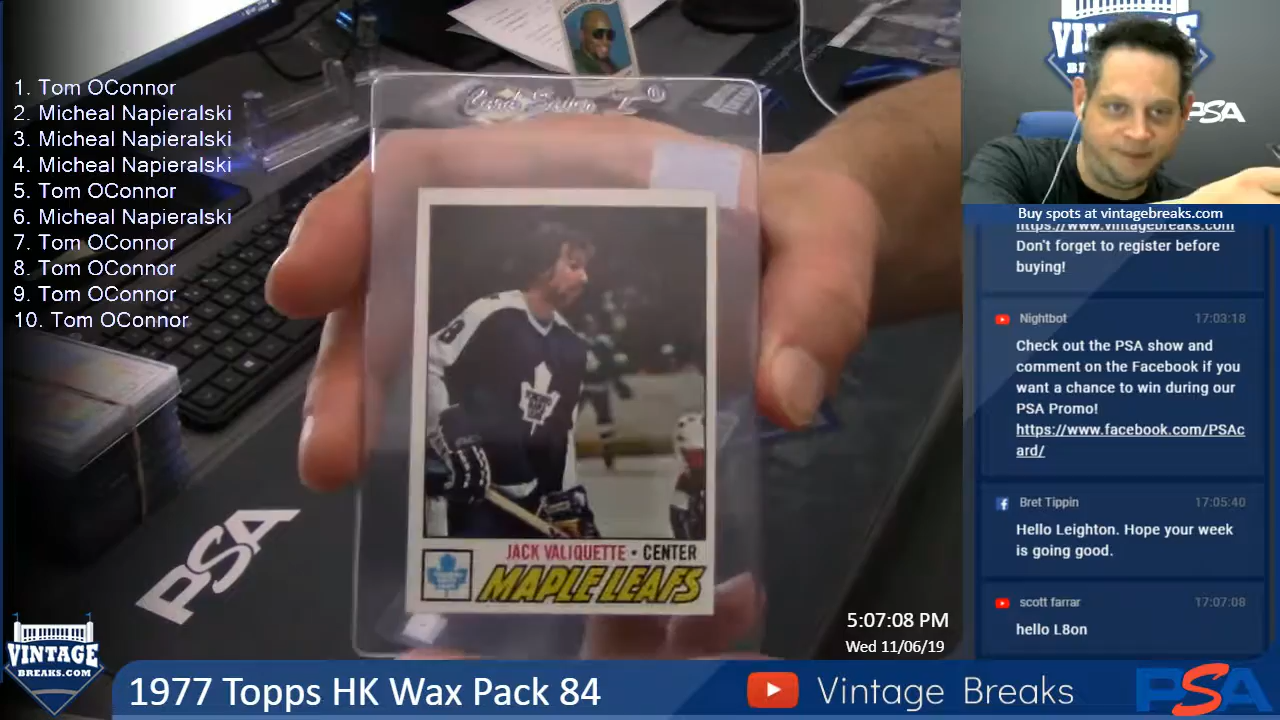 1. Tom OConnor
2. Micheal Napieralski
3. Micheal Napieralski
4. Micheal Napieralski
5. Tom OConnor
6. Micheal Napieralski
7. Tom OConnor
8. Tom OConnor
9. Tom OConnor
10. Tom OConnor
Card Saver 1 ®
8
JACK VALIQUETTE • CENTER
MAPLE LEAFS
PSA
5:07:08 PM
Wed 11/06/19
VINTAGE
BREAKS.COM
1977 Topps HK Wax Pack 84
Vintage Breaks
PSA
PSA
Buy spots at vintagebreaks.com
https://www.vintagebreaks.com
Don't forget to register before
buying!
Nightbot 17:03:18
Check out the PSA show and
comment on the Facebook if you
want a chance to win during our
PSA Promo!
https://www.facebook.com/PSAc
ard/
Bret Tippin 17:05:40
Hello Leighton. Hope your week
is going good.
scott farrar 17:07:08
hello L8on